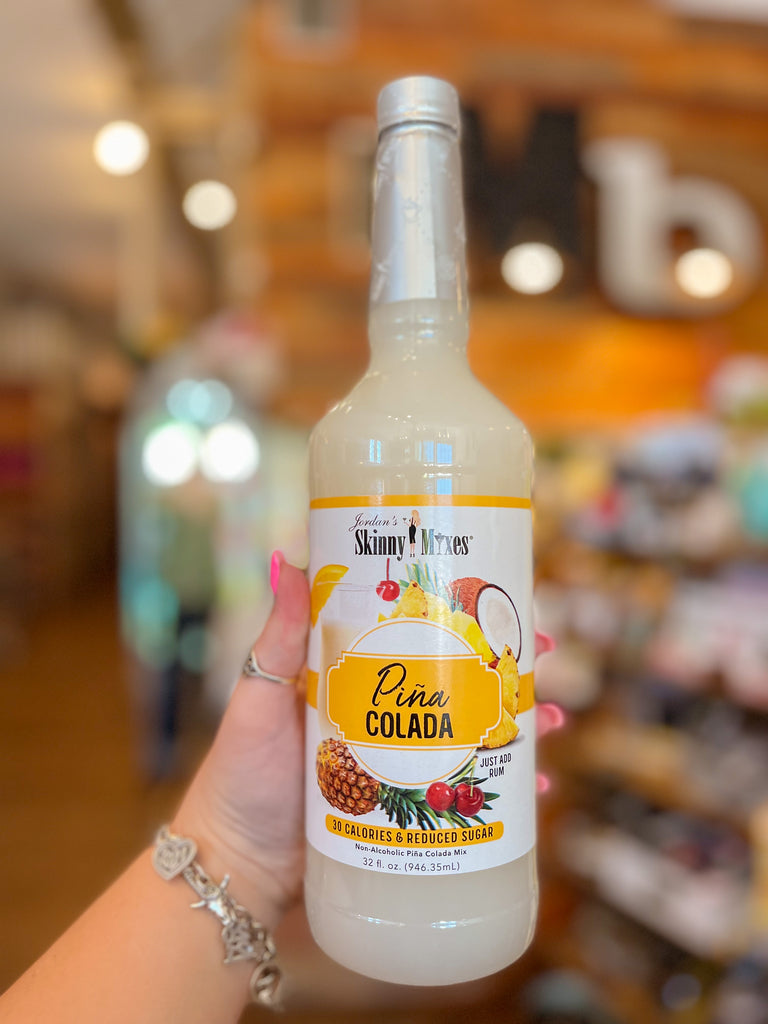 Jordan's
Skinny Mixes®
Piña
COLADA
JUST ADD
RUM
30 CALORIES & REDUCED SUGAR
Non-Alcoholic Piña Colada Mix
32 fl. oz. (946.35mL)